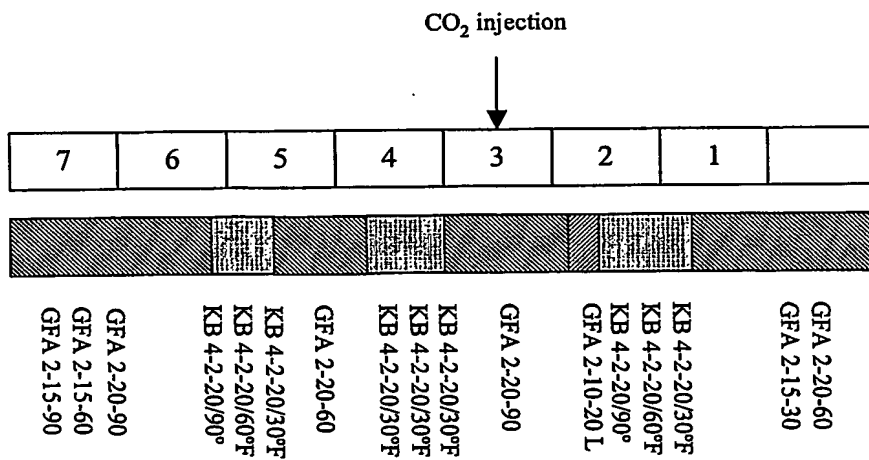 CO₂ injection
7 6 5 4 3 2 1
GFA 2-15-90
GFA 2-15-60
GFA 2-20-90
KB 4-2-20/90°
KB 4-2-20/60°F
KB 4-2-20/30°F
GFA 2-20-60
KB 4-2-20/30°F
KB 4-2-20/30°F
KB 4-2-20/30°F
GFA 2-20-90
GFA 2-10-20 L
KB 4-2-20/90°
KB 4-2-20/60°F
KB 4-2-20/30°F
GFA 2-15-30
GFA 2-20-60